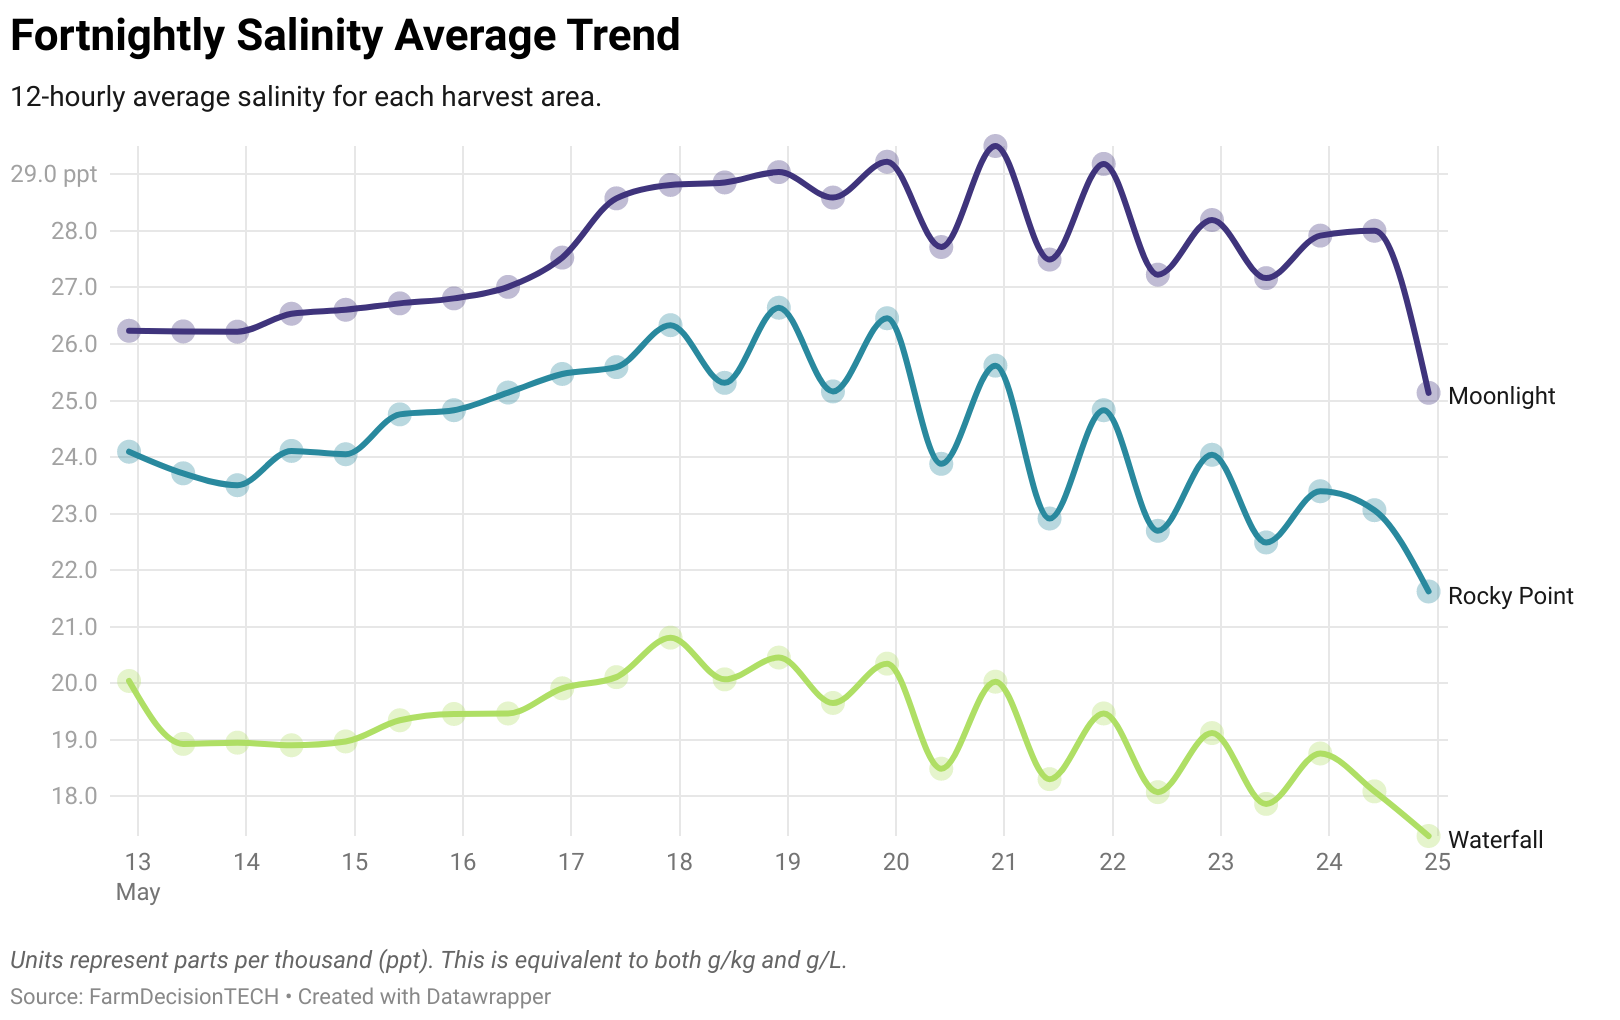 Fortnightly Salinity Average Trend
12-hourly average salinity for each harvest area.
29.0 ppt
28.0
27.0
26.0
25.0
24.0
23.0
22.0
21.0
20.0
19.0
18.0
Moonlight
Rocky Point
Waterfall
13 14 15 16 17 18 19 20 21 22 23 24 25
May
Units represent parts per thousand (ppt). This is equivalent to both g/kg and g/L.
Source: FarmDecisionTECH • Created with Datawrapper